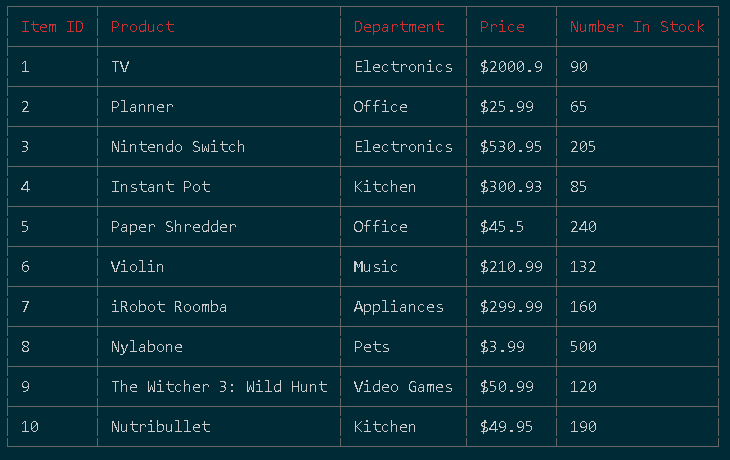 Item ID Product Department Price Number In Stock
1 TV Electronics $2000.9 90
2 Planner Office $25.99 65
3 Nintendo Switch Electronics $530.95 205
4 Instant Pot Kitchen $300.93 85
5 Paper Shredder Office $45.5 240
6 Violin Music $210.99 132
7 iRobot Roomba Appliances $299.99 160
8 Nylabone Pets $3.99 500
9 The Witcher 3: Wild Hunt Video Games $50.99 120
10 Nutribullet Kitchen $49.95 190